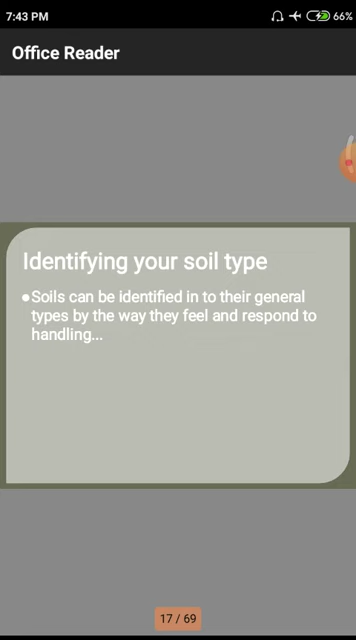 7:43 PM 66%
Office Reader
Identifying your soil type
●Soils can be identified in to their general
types by the way they feel and respond to
handling...
17 / 69